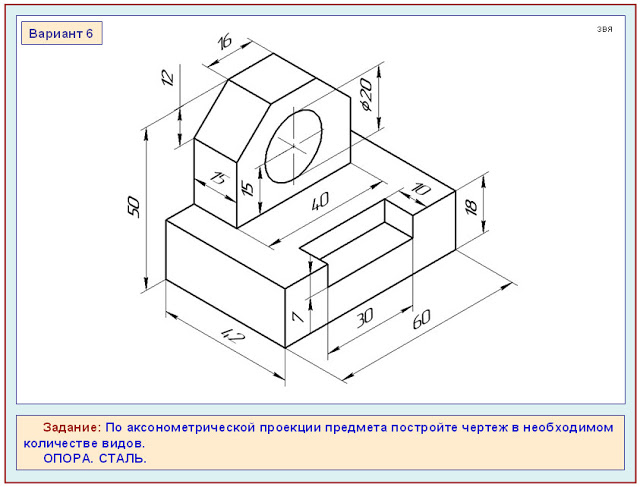 Вариант 6
ЗВЯ
16
12
ϕ20
15
15
50
40
10
18
7
30
60
42
Задание: По аксонометрической проекции предмета постройте чертеж в необходимом
количестве видов.
ОПОРА. СТАЛЬ.